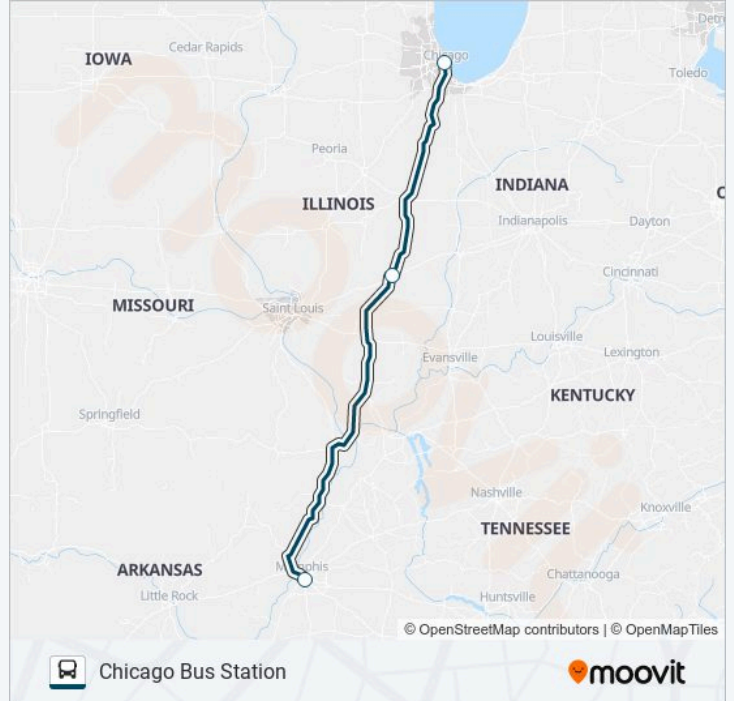 Chicago
Detr
IOWA
Cedar Rapids
Toledo
Peoria
ILLINOIS
INDIANA
Indianapolis
Dayton
Cincinnati
MISSOURI
Saint Louis
Louisville
Evansville
Lexington
KENTUCKY
Springfield
Nashville
Knoxville
TENNESSEE
ARKANSAS
Memphis
Chattanooga
Little Rock
Huntsville
© OpenStreetMap contributors | © OpenMapTiles
Chicago Bus Station
moovit